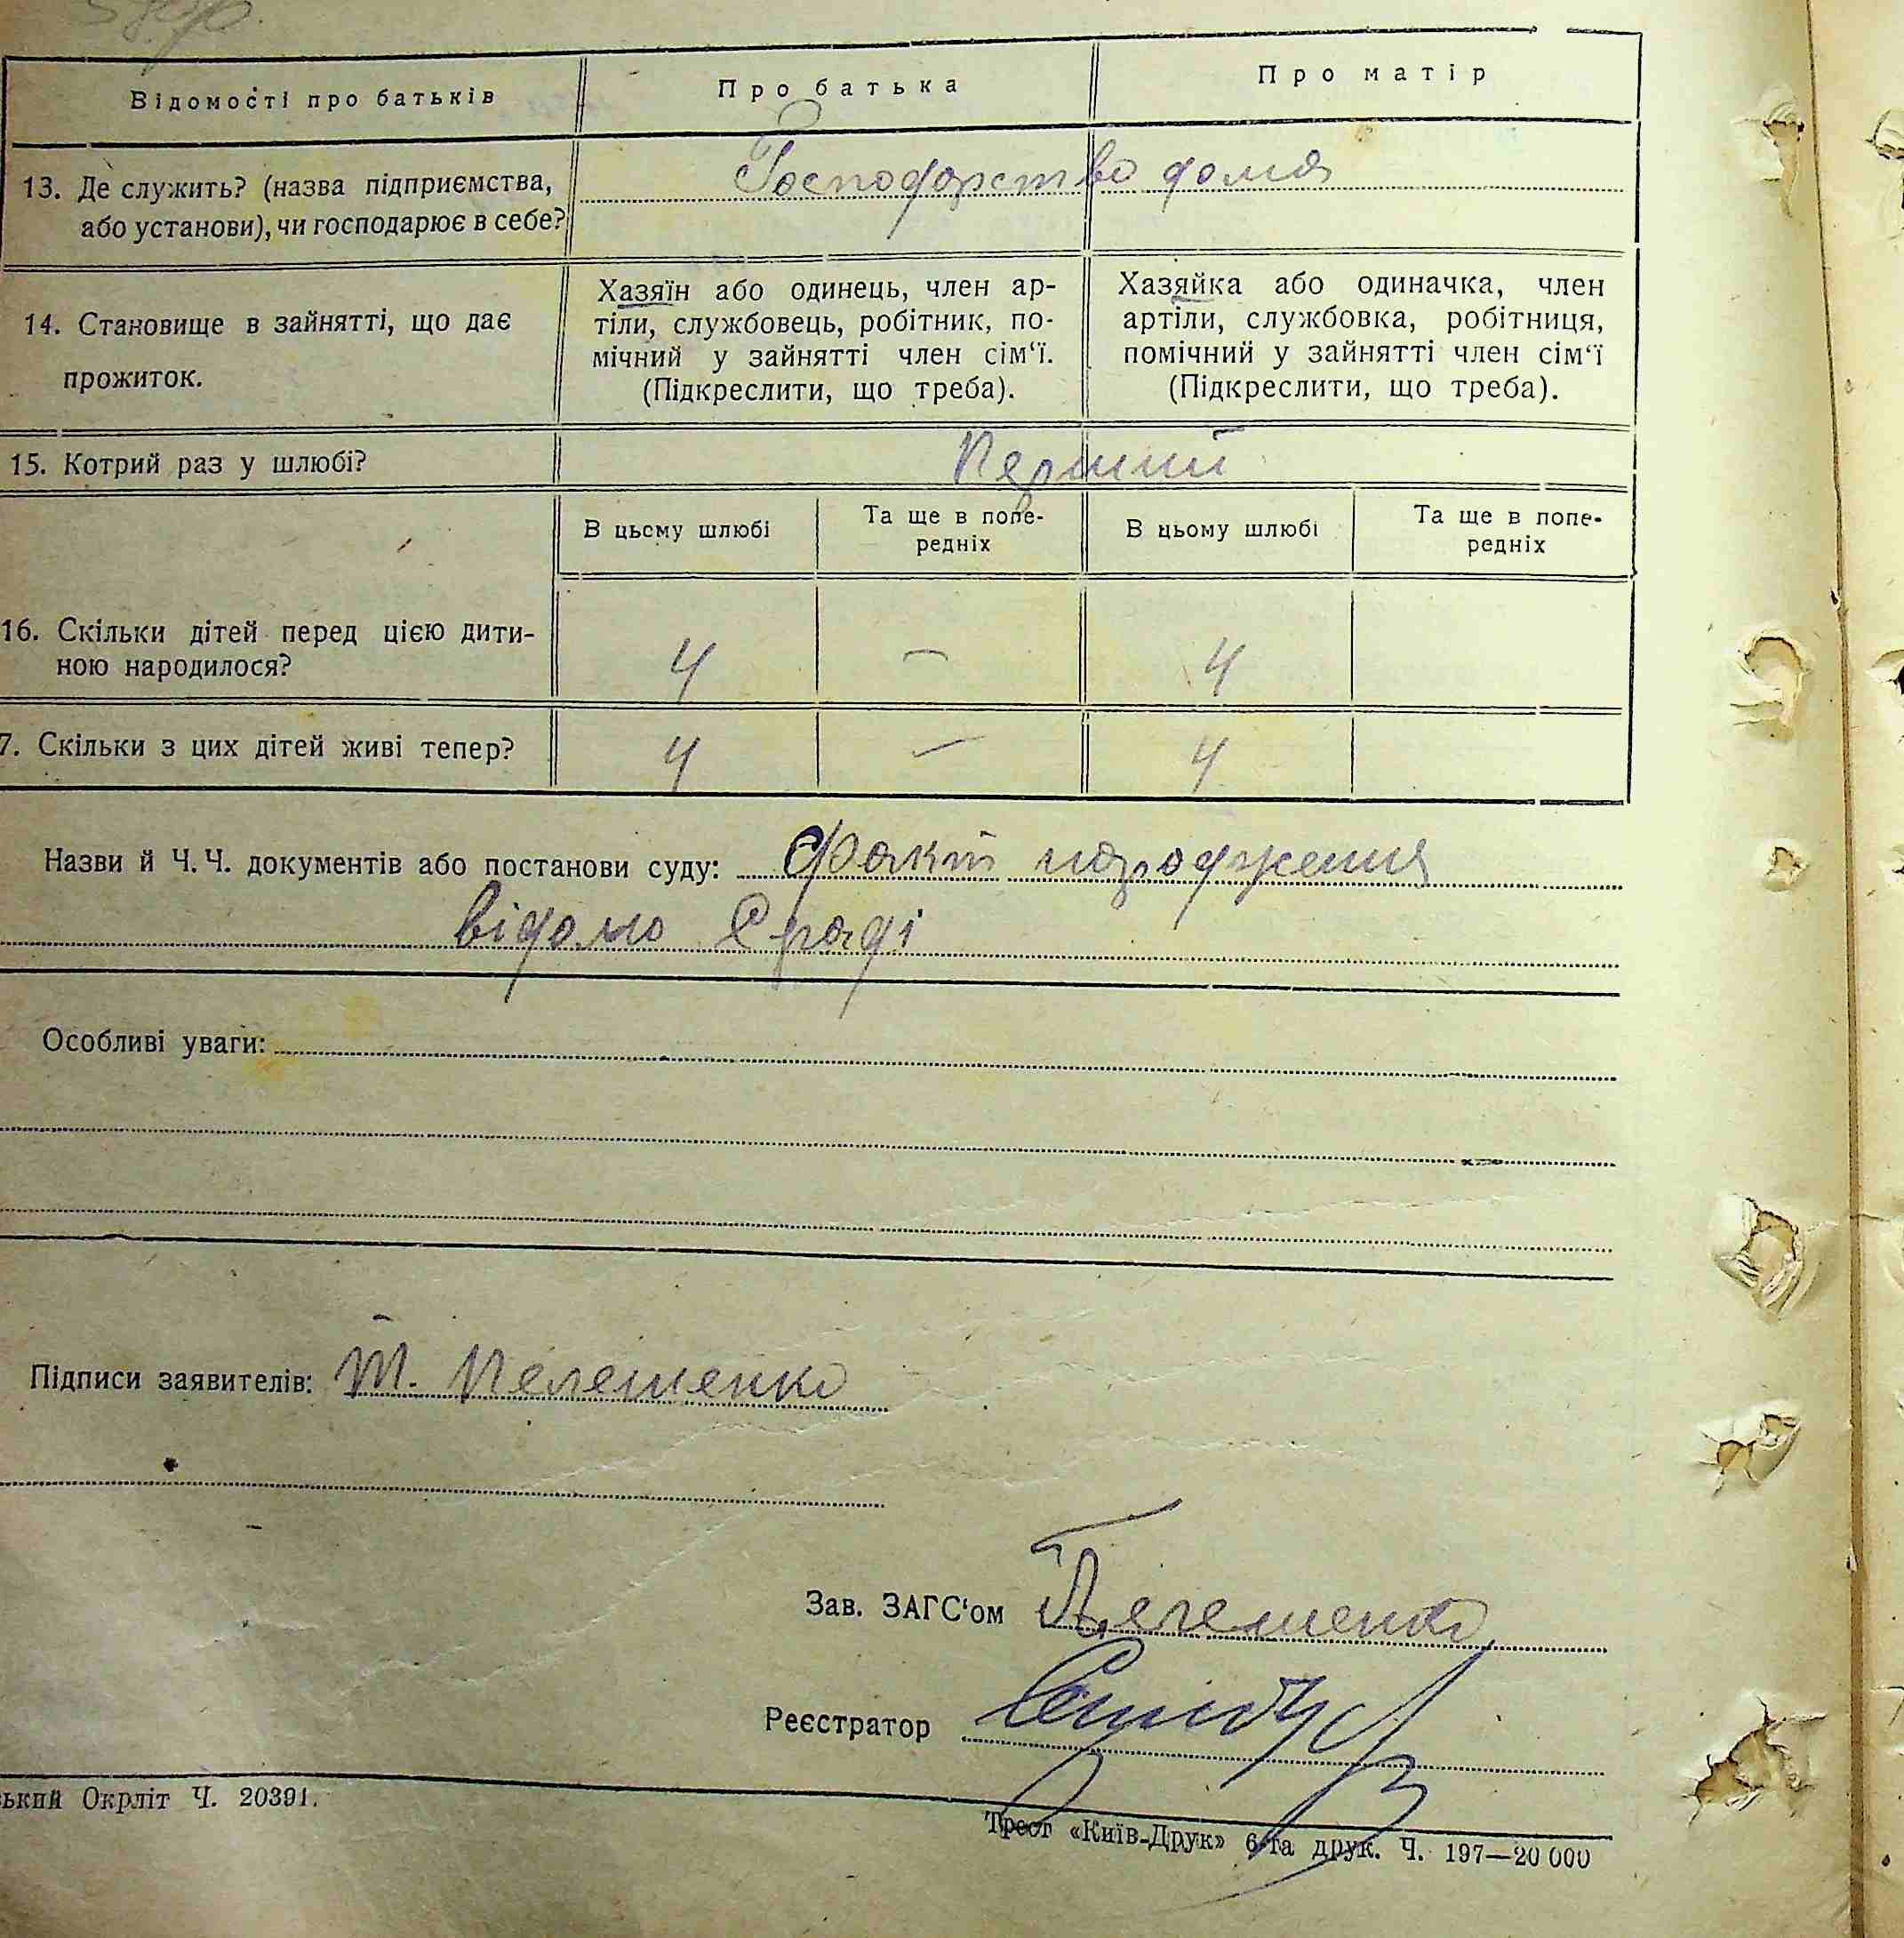 Відомості про батьків
Про батька
Про матір
13. Де служить? (назва підприємства,
або установи), чи господарює в себе?
Господарство дома
14. Становище в зайнятті, що дає
прожиток.
Хазяїн або одинець, член ар-
тіли, службовець, робітник, по-
мічний у зайнятті член сім‘ї.
(Підкреслити, що треба).
Хазяйка або одиначка, член
артіли, службовка, робітниця,
помічний у зайнятті член сім‘ї
(Підкреслити, що треба).
15. Котрий раз у шлюбі?
Перший
В цьому шлюбі
Та ще в попе-
редніх
В цьому шлюбі
Та ще в попе-
редніх
16. Скільки дітей перед цією дити-
ною народилося?
4 — 4
7. Скільки з цих дітей живі тепер?
4 — 4
Назви й Ч. Ч. документів або постанови суду: Факт народження
відомо С раді
Особливі уваги:
Підписи заявителів: Т. Пелешенко
Зав. ЗАГС‘ом Пелешенко
Реєстратор
ький Окрліт Ч. 20391.
Трест «Київ-Друк» 6-та друк. Ч. 197—20 000